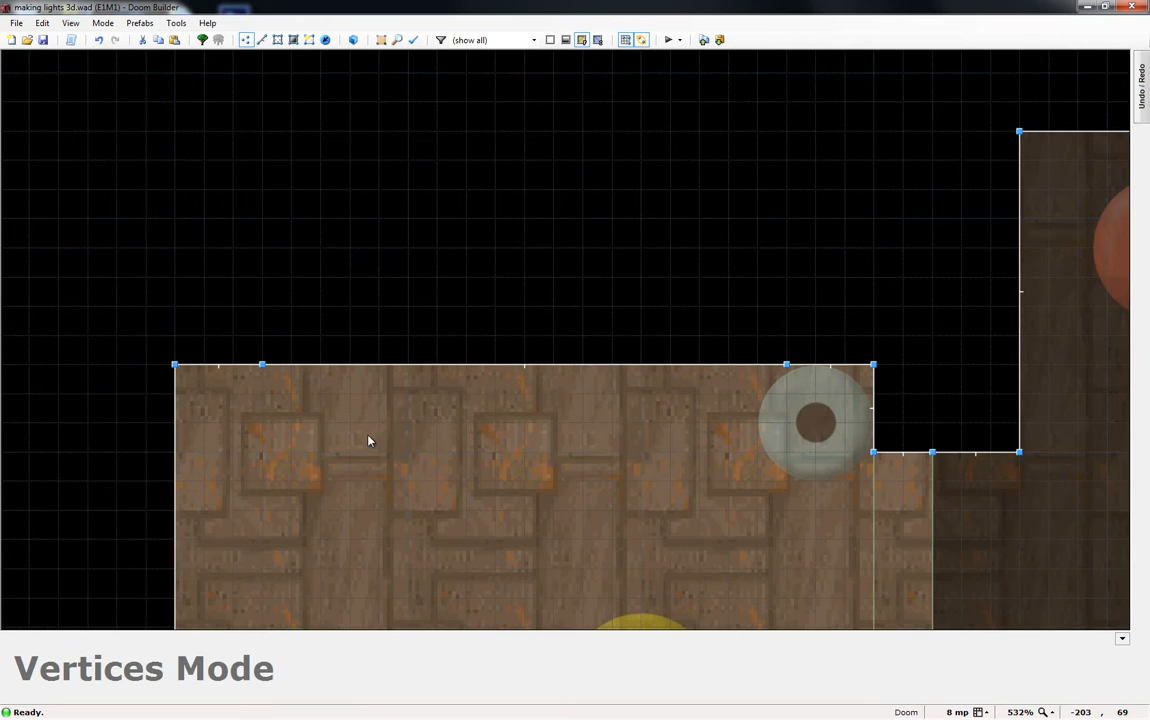 making lights 3d.wad (E1M1) - Doom Builder
File Edit View Mode Prefabs Tools Help
(show all)
Undo / Redo
Vertices Mode
Ready.
Doom 8 mp 532% -203 , 69